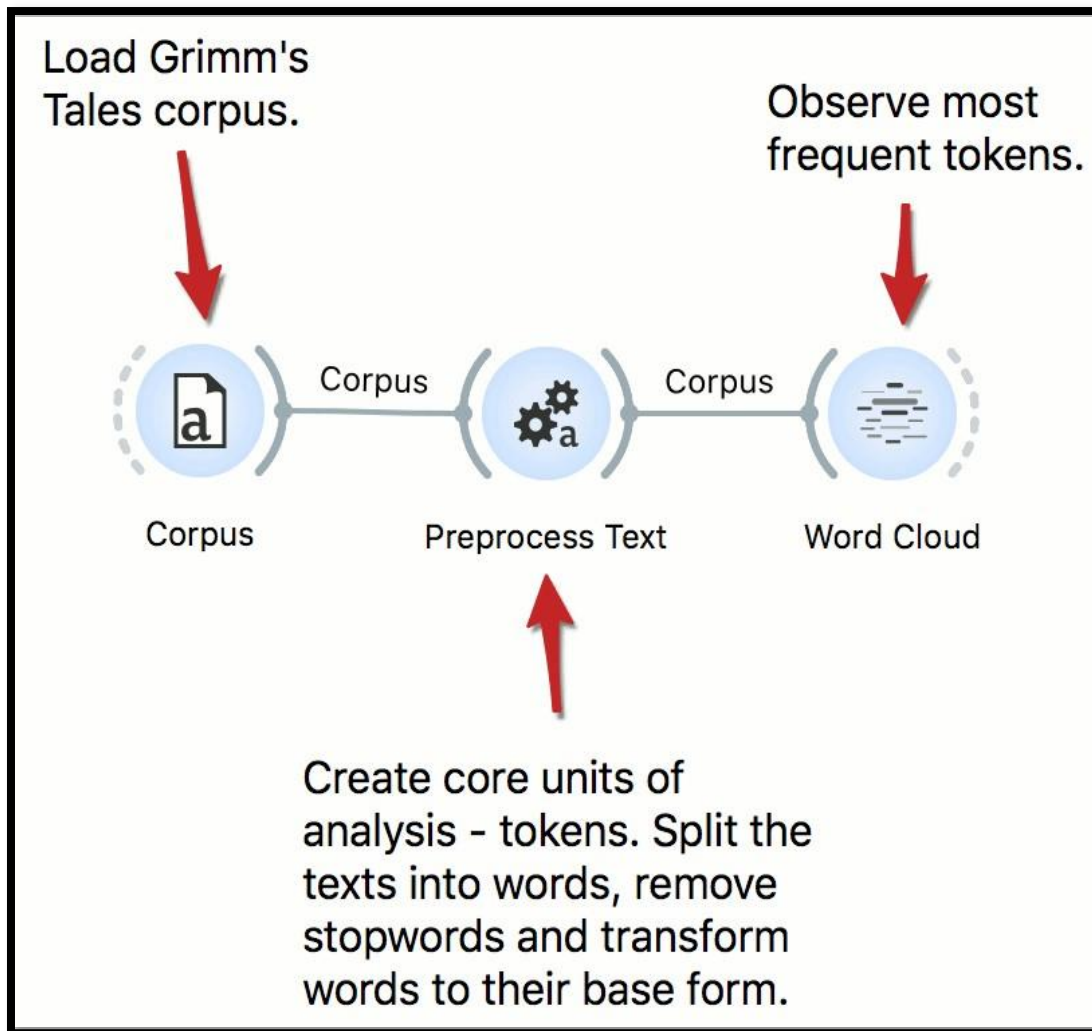 Load Grimm's
Tales corpus.
Observe most
frequent tokens.
a
Corpus
Corpus
a
Corpus
Preprocess Text
Word Cloud
Create core units of
analysis - tokens. Split the
texts into words, remove
stopwords and transform
words to their base form.